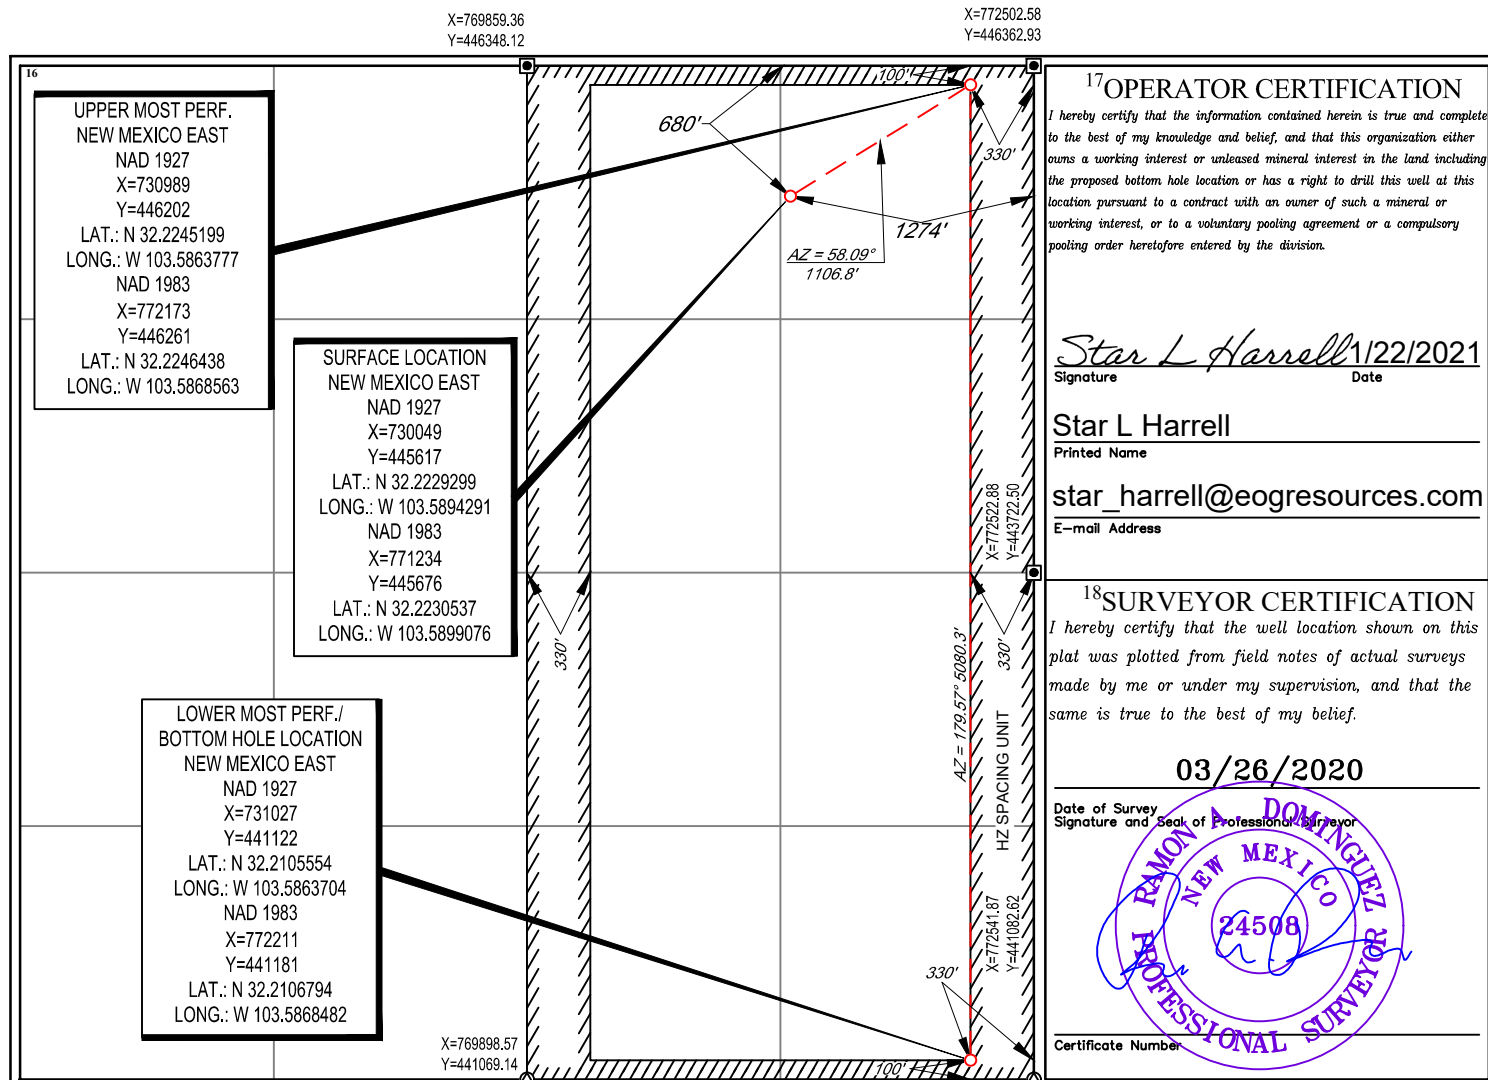 X=769859.36
Y=446348.12
X=772502.58
Y=446362.93
16
UPPER MOST PERF.
NEW MEXICO EAST
NAD 1927
X=730989
Y=446202
LAT.: N 32.2245199
LONG.: W 103.5863777
NAD 1983
X=772173
Y=446261
LAT.: N 32.2246438
LONG.: W 103.5868563
SURFACE LOCATION
NEW MEXICO EAST
NAD 1927
X=730049
Y=445617
LAT.: N 32.2229299
LONG.: W 103.5894291
NAD 1983
X=771234
Y=445676
LAT.: N 32.2230537
LONG.: W 103.5899076
LOWER MOST PERF./
BOTTOM HOLE LOCATION
NEW MEXICO EAST
NAD 1927
X=731027
Y=441122
LAT.: N 32.2105554
LONG.: W 103.5863704
NAD 1983
X=772211
Y=441181
LAT.: N 32.2106794
LONG.: W 103.5868482
100'
680'
330'
1274'
AZ = 58.09°
1106.8'
X=772522.88
Y=443722.50
330'
330'
AZ = 179.57° 5080.3'
HZ SPACING UNIT
X=772541.87
Y=441082.62
330'
100'
X=769898.57
Y=441069.14
17OPERATOR CERTIFICATION
I hereby certify that the information contained herein is true and complete
to the best of my knowledge and belief, and that this organization either
owns a working interest or unleased mineral interest in the land including
the proposed bottom hole location or has a right to drill this well at this
location pursuant to a contract with an owner of such a mineral or
working interest, or to a voluntary pooling agreement or a compulsory
pooling order heretofore entered by the division.
Star L Harrell 1/22/2021
Signature Date
Star L Harrell
Printed Name
star_harrell@eogresources.com
E-mail Address
18SURVEYOR CERTIFICATION
I hereby certify that the well location shown on this
plat was plotted from field notes of actual surveys
made by me or under my supervision, and that the
same is true to the best of my belief.
03/26/2020
Date of Survey
Signature and Seal of Professional Surveyor
RAMON A. DOMINGUEZ
NEW MEXICO
24508
PROFESSIONAL SURVEYOR
Certificate Number